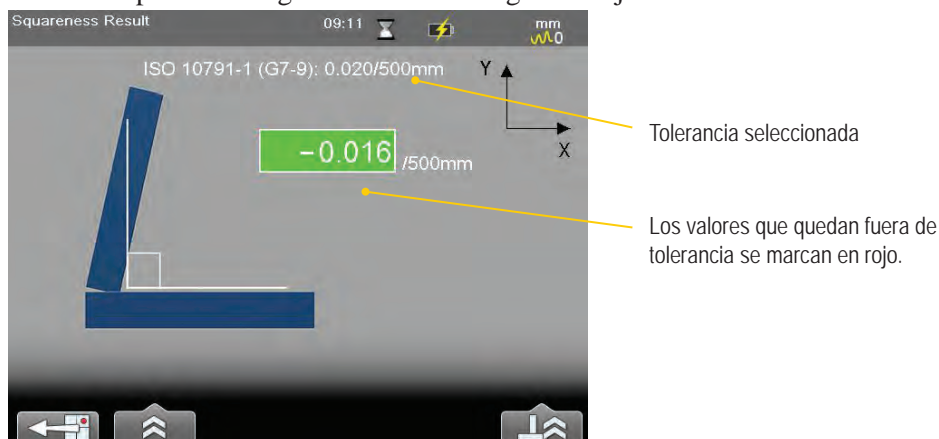 Squareness Result
09:11
mm
0
ISO 10791-1 (G7-9): 0.020/500mm
Y
X
-0.016 /500mm
Tolerancia seleccionada
Los valores que quedan fuera de
tolerancia se marcan en rojo.